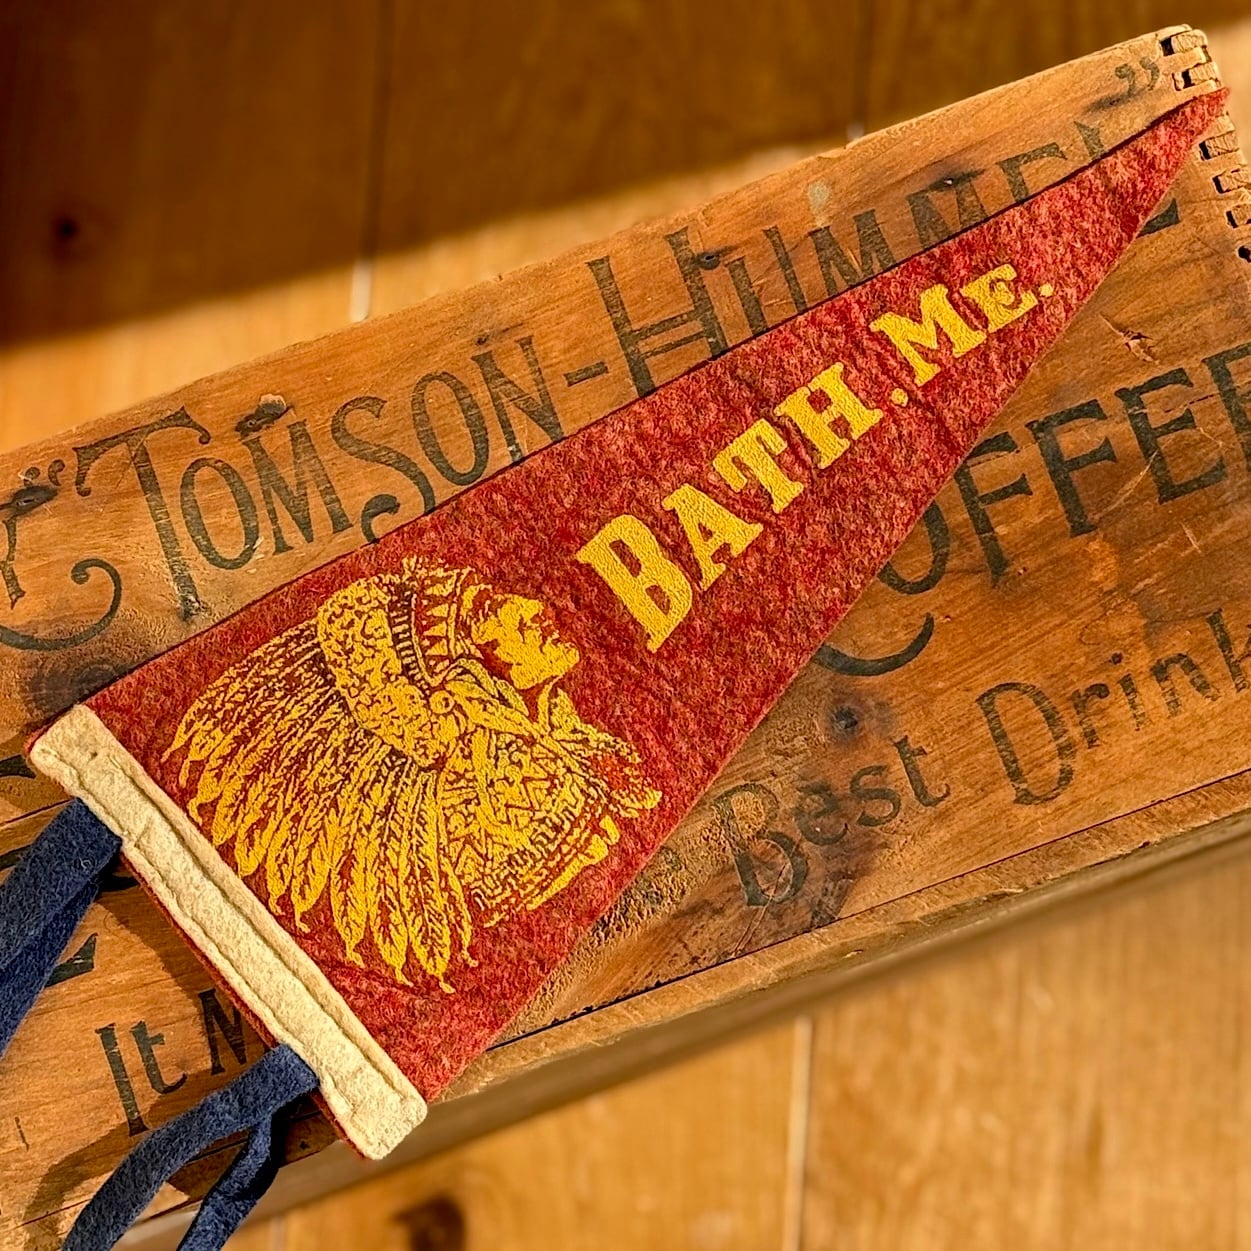 "TOMSON-HUMMEL"
BATH, ME.
COFFEE
Best Drink
It